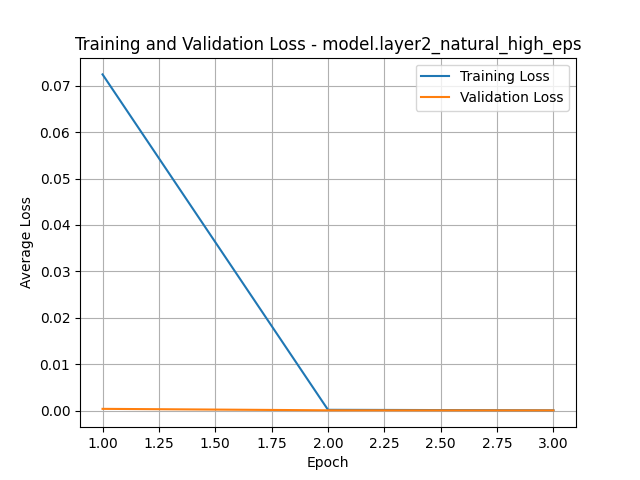 Training and Validation Loss - model.layer2_natural_high_eps
Training Loss
Validation Loss
Average Loss
0.07
0.06
0.05
0.04
0.03
0.02
0.01
0.00
1.00 1.25 1.50 1.75 2.00 2.25 2.50 2.75 3.00
Epoch